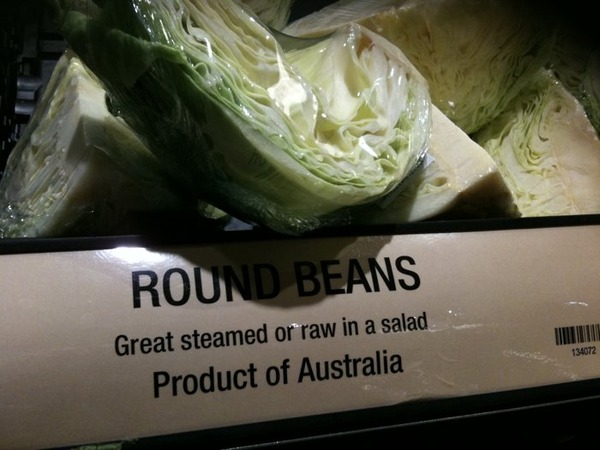 ROUND BEANS
Great steamed or raw in a salad
Product of Australia
134072